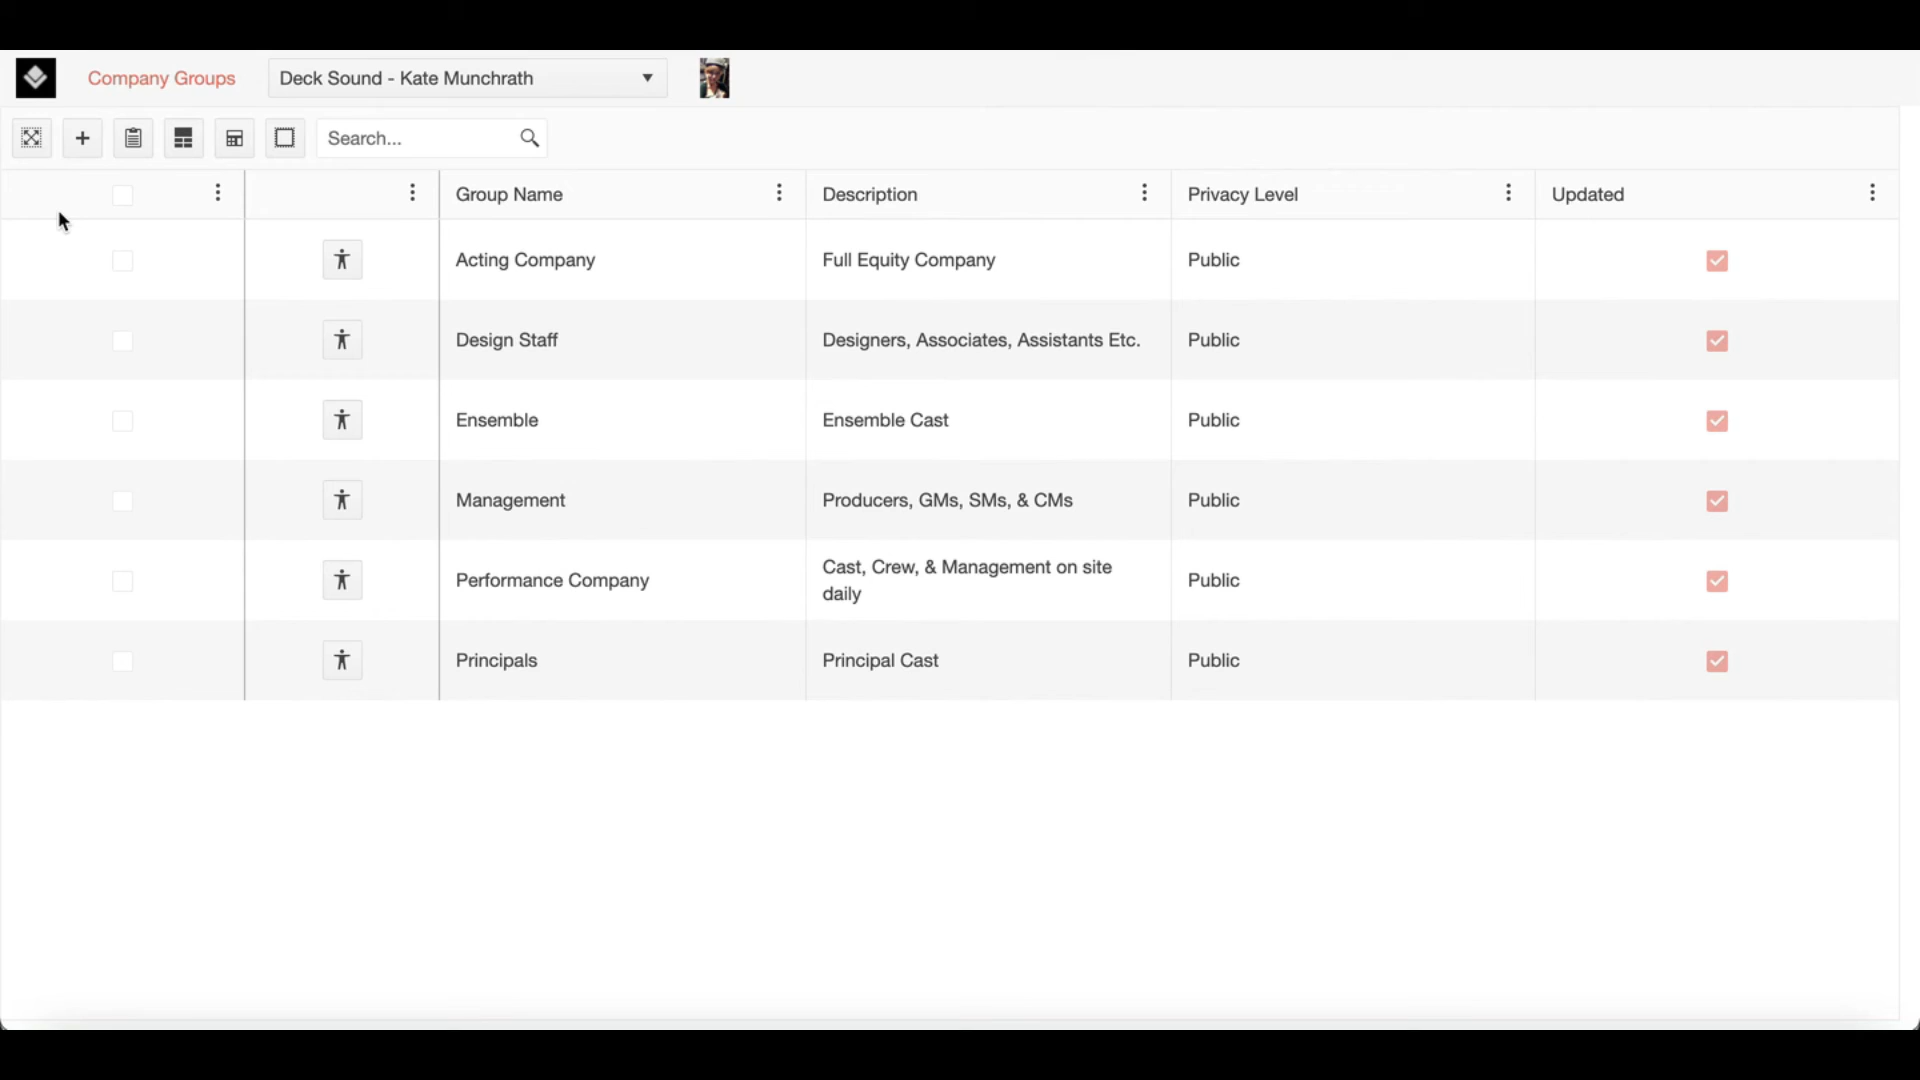 Company Groups
Deck Sound - Kate Munchrath
Search...
Group Name
Description
Privacy Level
Updated
Acting Company
Full Equity Company
Public
Design Staff
Designers, Associates, Assistants Etc.
Public
Ensemble
Ensemble Cast
Public
Management
Producers, GMs, SMs, & CMs
Public
Performance Company
Cast, Crew, & Management on site
daily
Public
Principals
Principal Cast
Public